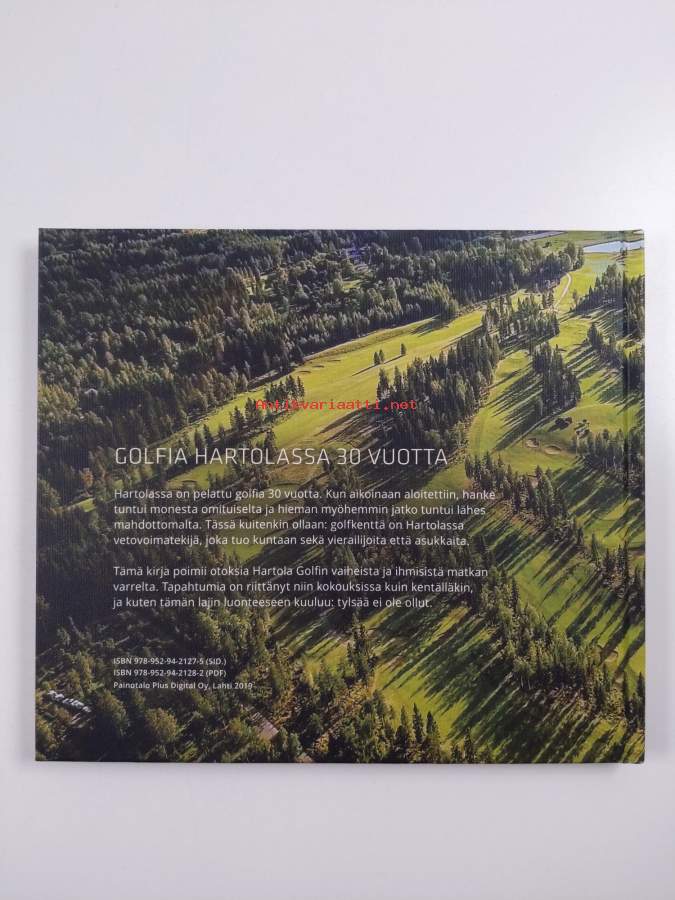 Antikvariaatti.net
GOLFIA HARTOLASSA 30 VUOTTA
Hartolassa on pelattu golfia 30 vuotta. Kun aikoinaan aloitettiin, hanke
tuntui monesta omituiselta ja hieman myöhemmin jatko tuntui lähes
mahdottomalta. Tässä kuitenkin ollaan: golfkenttä on Hartolassa
vetovoimatekijä, joka tuo kuntaan sekä vierailijoita että asukkaita.
Tämä kirja poimii otoksia Hartola Golfin vaiheista ja ihmisistä matkan
varrelta. Tapahtumia on riittänyt niin kokouksissa kuin kentälläkin,
ja kuten tämän lajin luonteeseen kuuluu: tylsää ei ole ollut.
ISBN 978-952-94-2127-5 (SID.)
ISBN 978-952-94-2128-2 (PDF)
Painotalo Plus Digital Oy, Lahti 2019